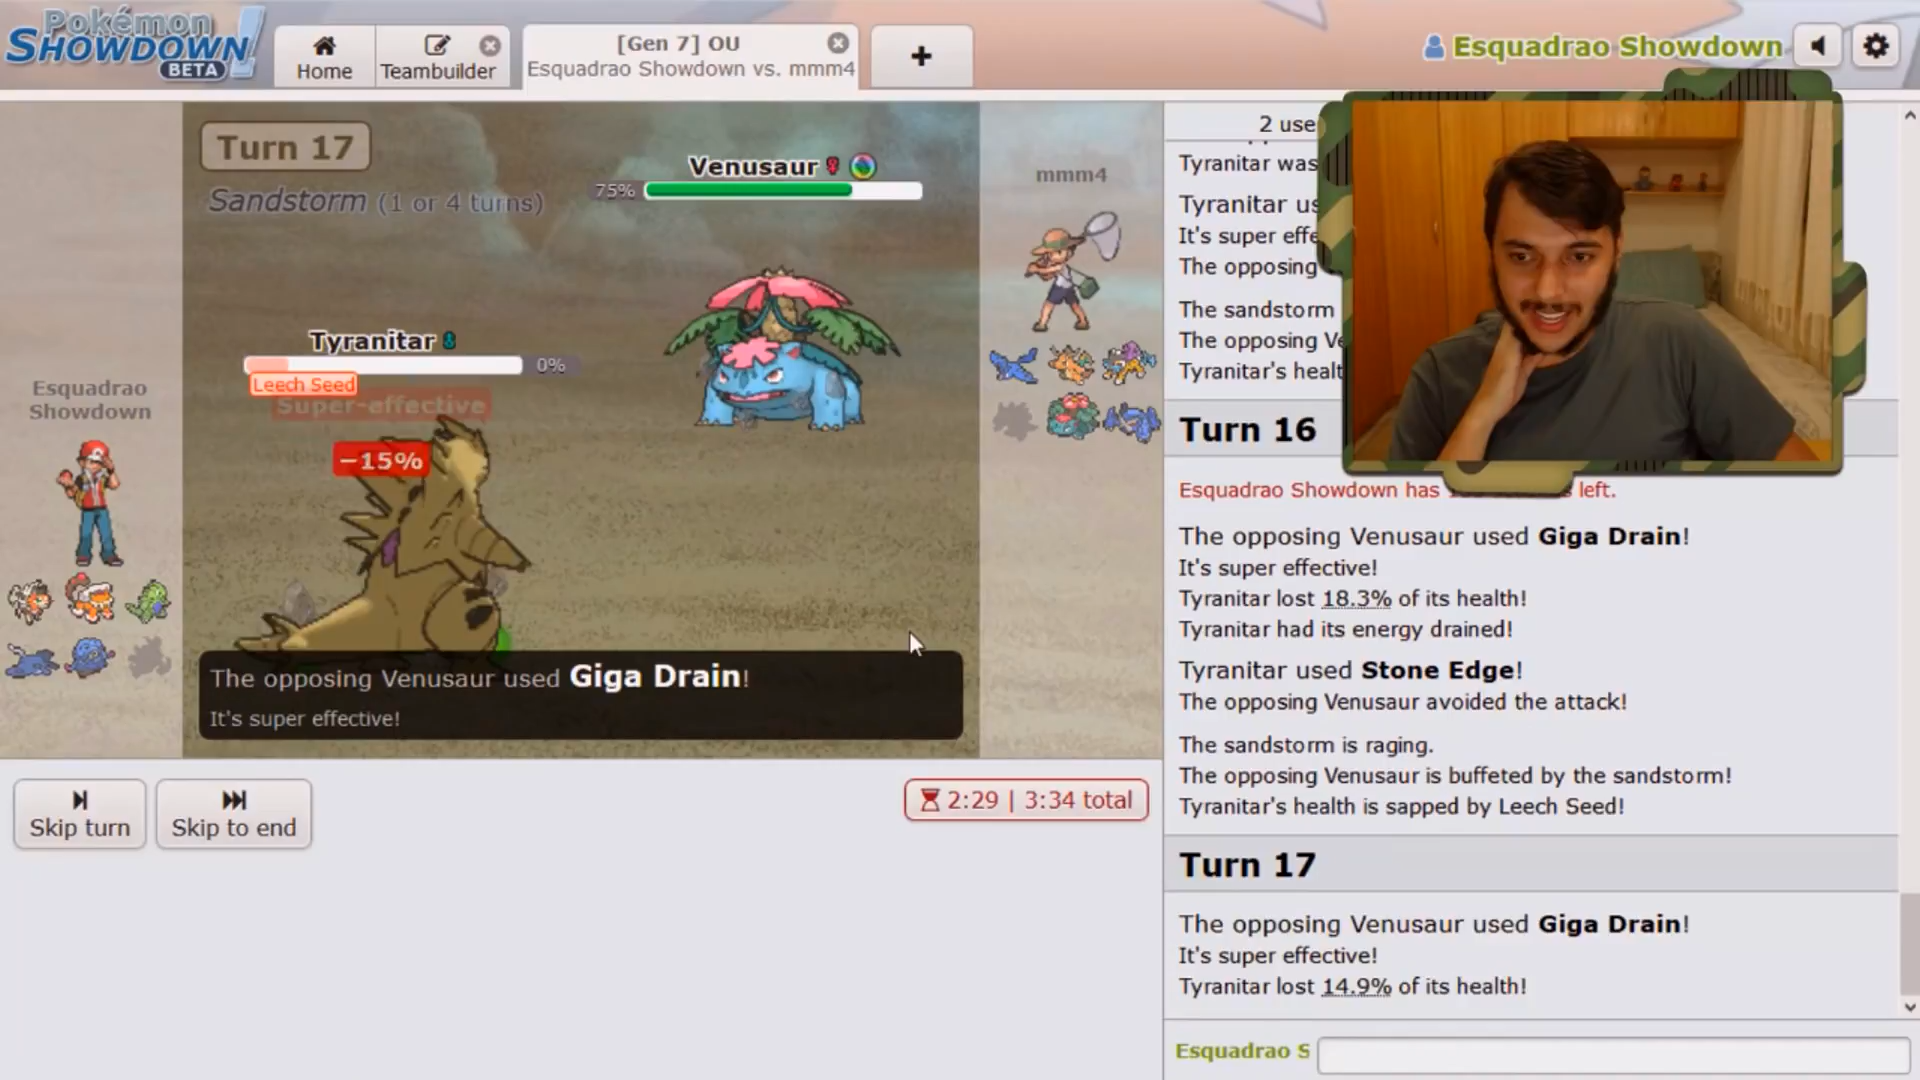 Pokémon
SHOWDOWN!
BETA
Home
Teambuilder
[Gen 7] OU
Esquadrao Showdown vs. mmm4
+
Esquadrao Showdown
Turn 17
Sandstorm (1 or 4 turns)
Venusaur
75%
Tyranitar
0%
Leech Seed
Super-effective
−15%
Esquadrao
Showdown
mmm4
The opposing Venusaur used Giga Drain!
It's super effective!
Skip turn
Skip to end
2:29 | 3:34 total
2 use
Tyranitar was
Tyranitar us
It's super effe
The opposing
The sandstorm
The opposing Ve
Tyranitar's healt
Turn 16
Esquadrao Showdown has left.
The opposing Venusaur used Giga Drain!
It's super effective!
Tyranitar lost 18.3% of its health!
Tyranitar had its energy drained!
Tyranitar used Stone Edge!
The opposing Venusaur avoided the attack!
The sandstorm is raging.
The opposing Venusaur is buffeted by the sandstorm!
Tyranitar's health is sapped by Leech Seed!
Turn 17
The opposing Venusaur used Giga Drain!
It's super effective!
Tyranitar lost 14.9% of its health!
Esquadrao S